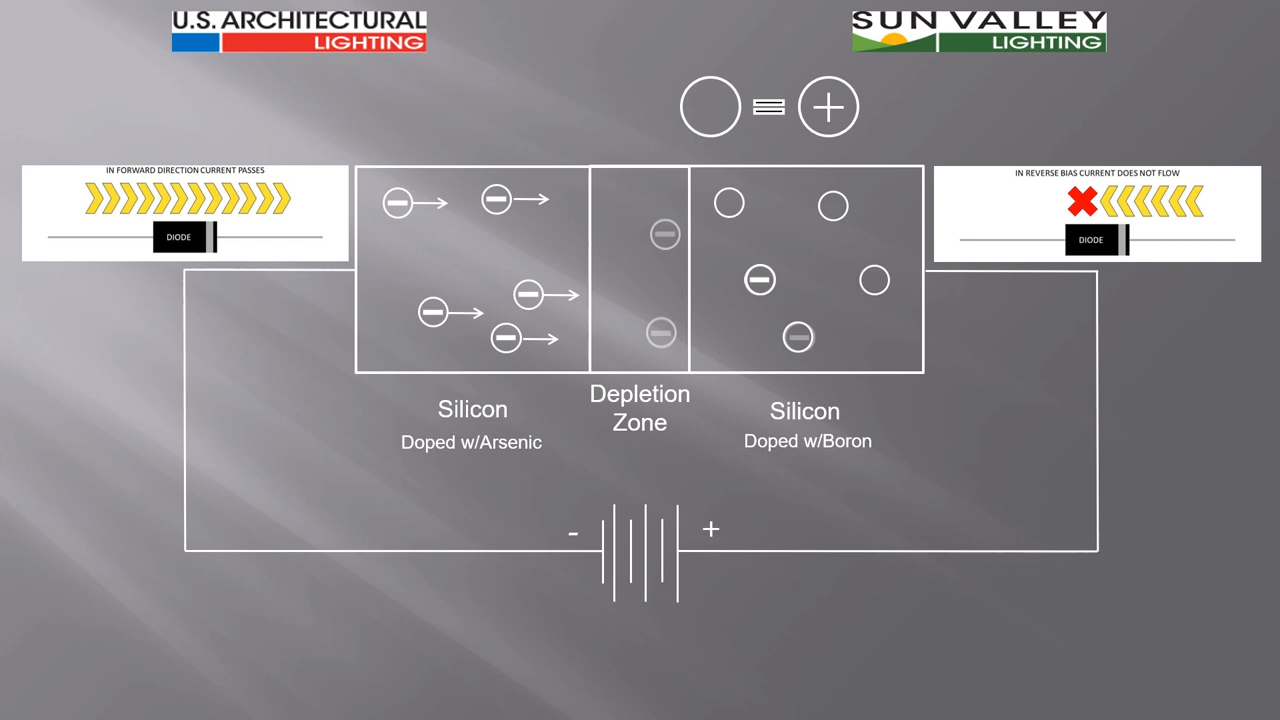 U.S. ARCHITECTURAL
LIGHTING
SUN VALLEY
LIGHTING
IN FORWARD DIRECTION CURRENT PASSES
DIODE
IN REVERSE BIAS CURRENT DOES NOT FLOW
DIODE
Silicon
Doped w/Arsenic
Depletion
Zone
Silicon
Doped w/Boron
- +